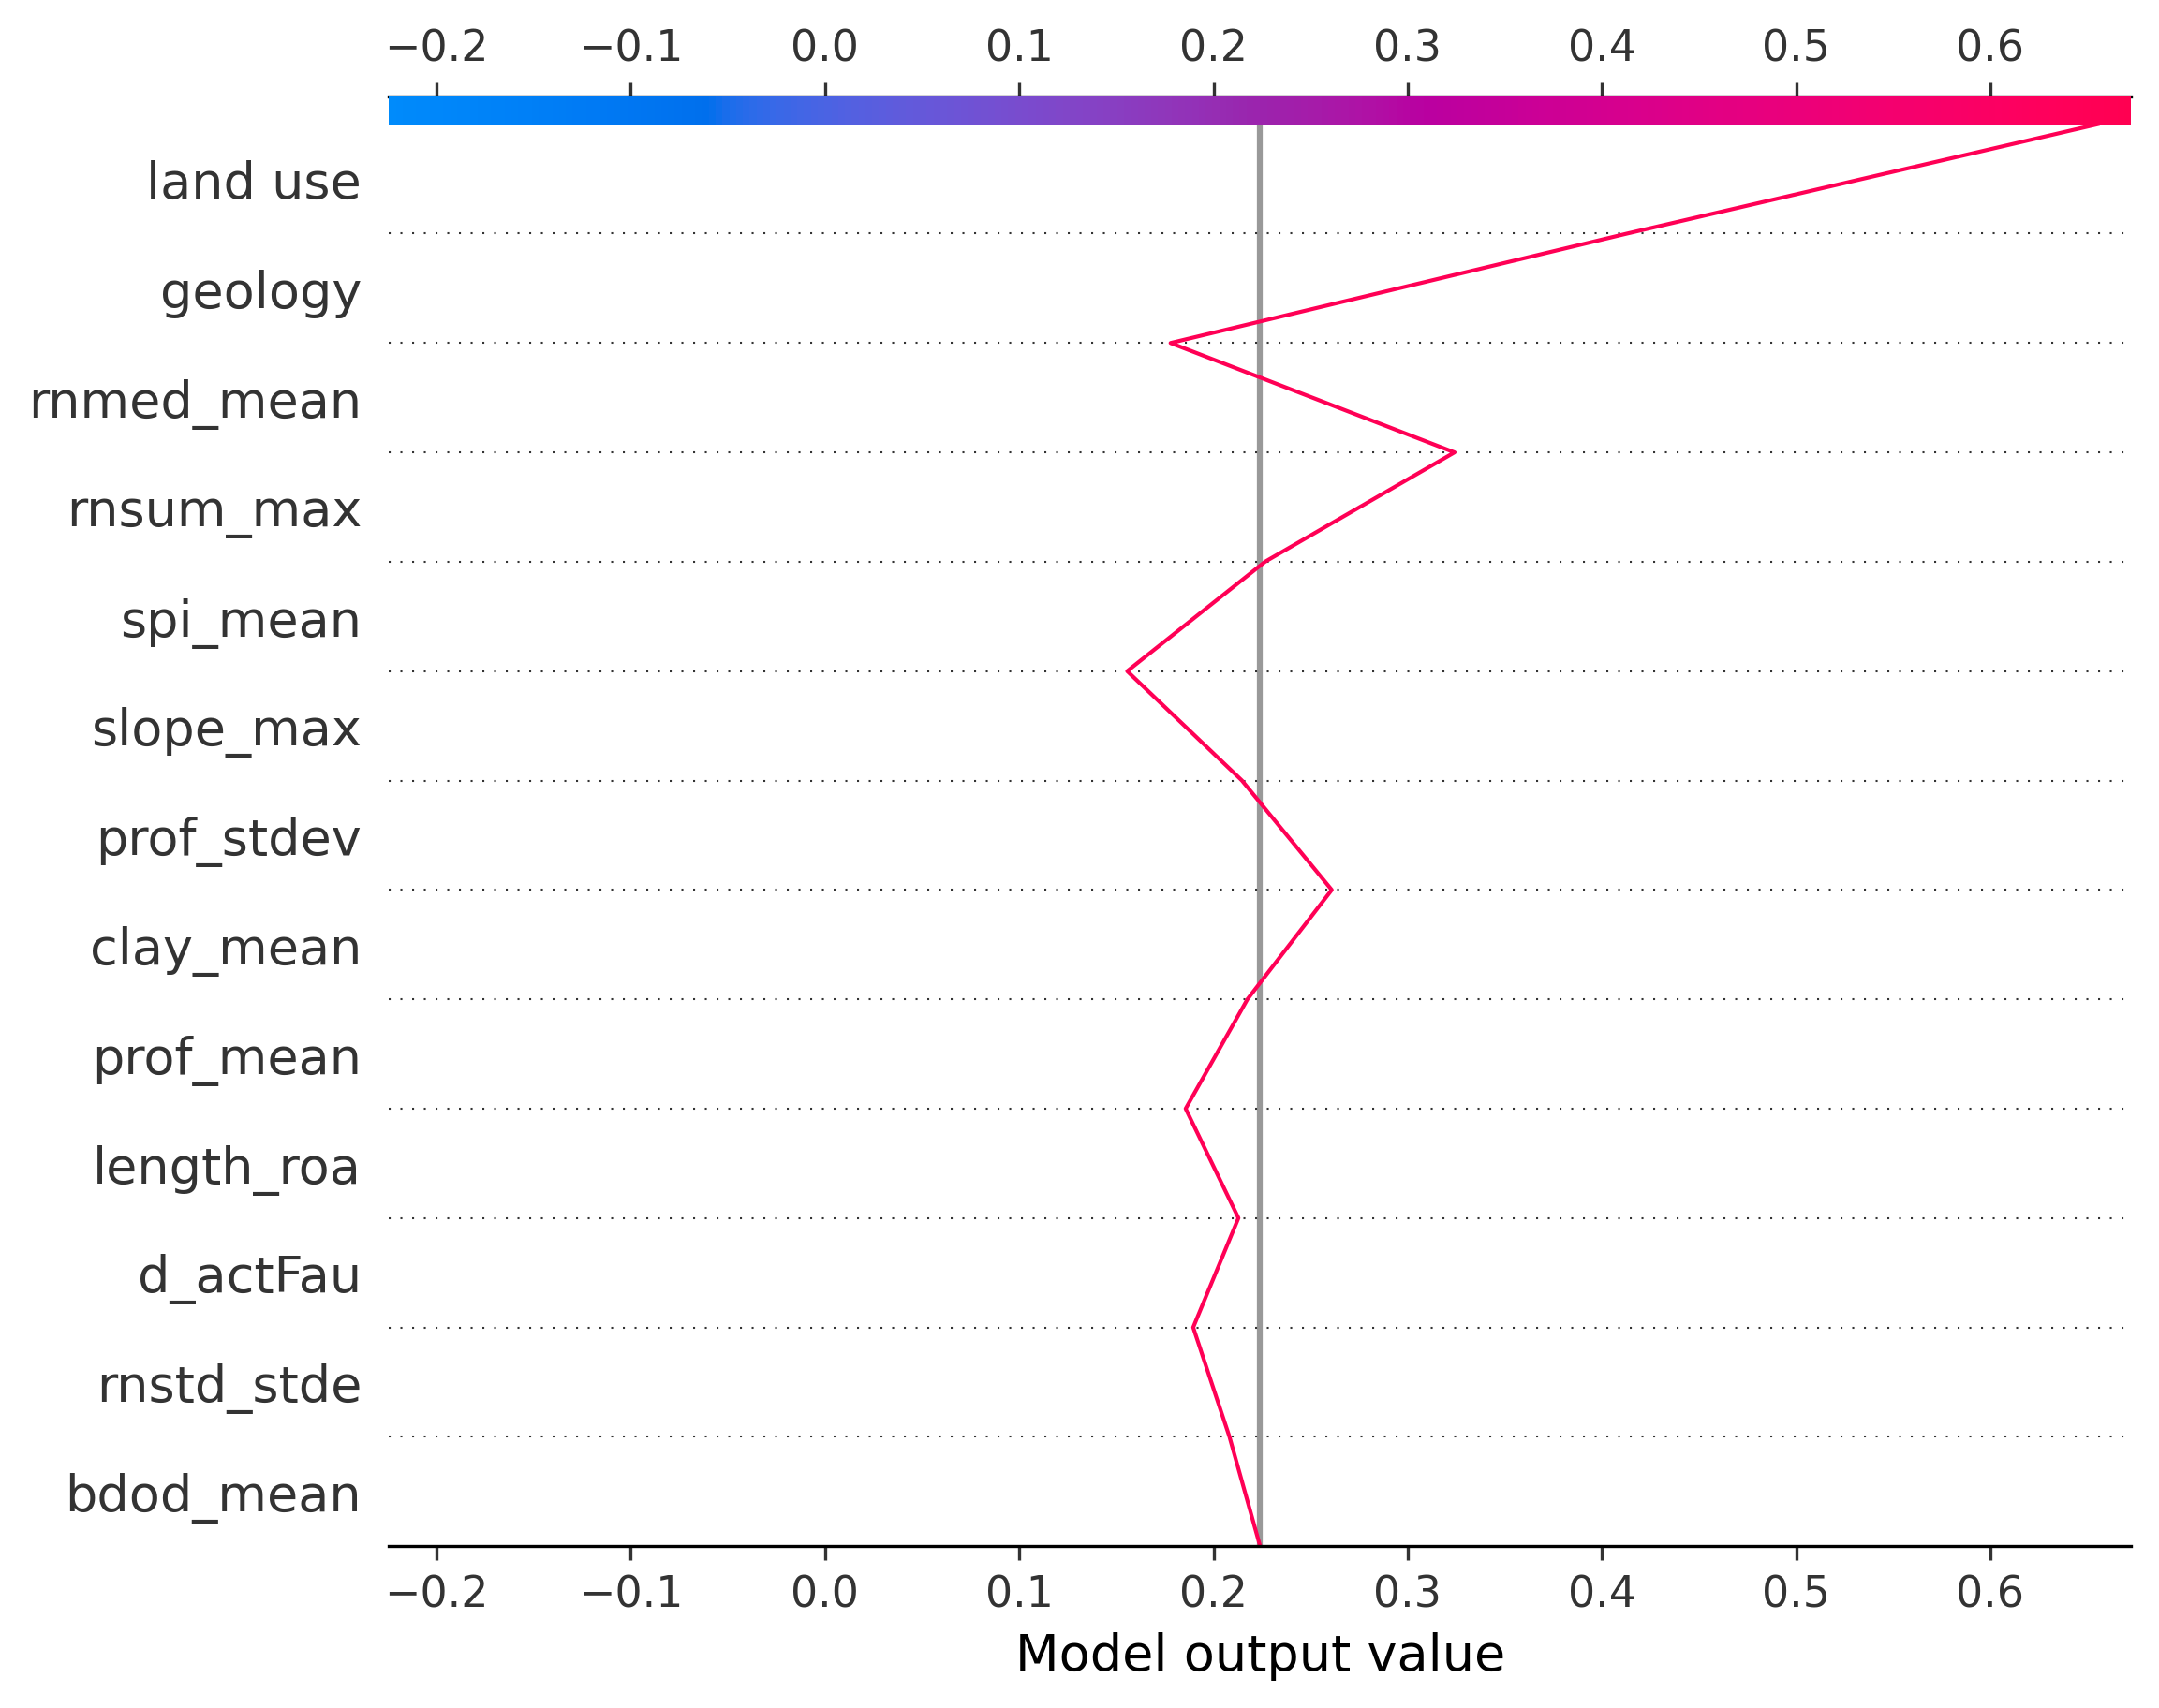 −0.2 −0.1 0.0 0.1 0.2 0.3 0.4 0.5 0.6
land use
geology
rnmed_mean
rnsum_max
spi_mean
slope_max
prof_stdev
clay_mean
prof_mean
length_roa
d_actFau
rnstd_stde
bdod_mean
−0.2 −0.1 0.0 0.1 0.2 0.3 0.4 0.5 0.6
Model output value